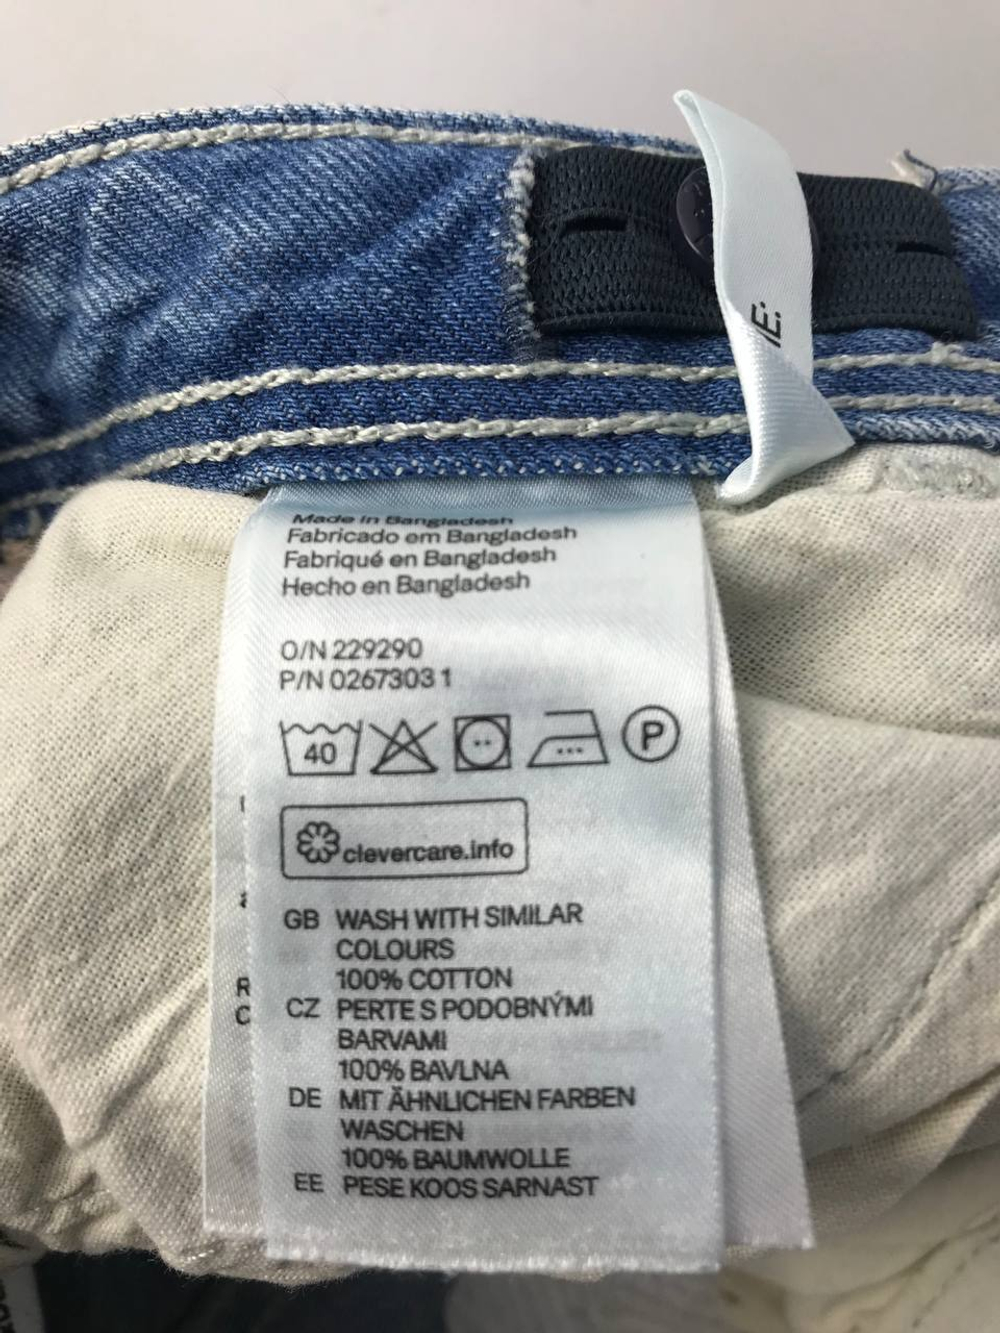 Made in Bangladesh
Fabricado em Bangladesh
Fabriqué en Bangladesh
Hecho en Bangladesh
O/N 229290
P/N 02673031
40 P
clevercare.info
GB WASH WITH SIMILAR
COLOURS
100% COTTON
CZ PERTE S PODOBNÝMI
BARVAMI
100% BAVLNA
DE MIT ÄHNLICHEN FARBEN
WASCHEN
100% BAUMWOLLE
EE PESE KOOS SARNAST